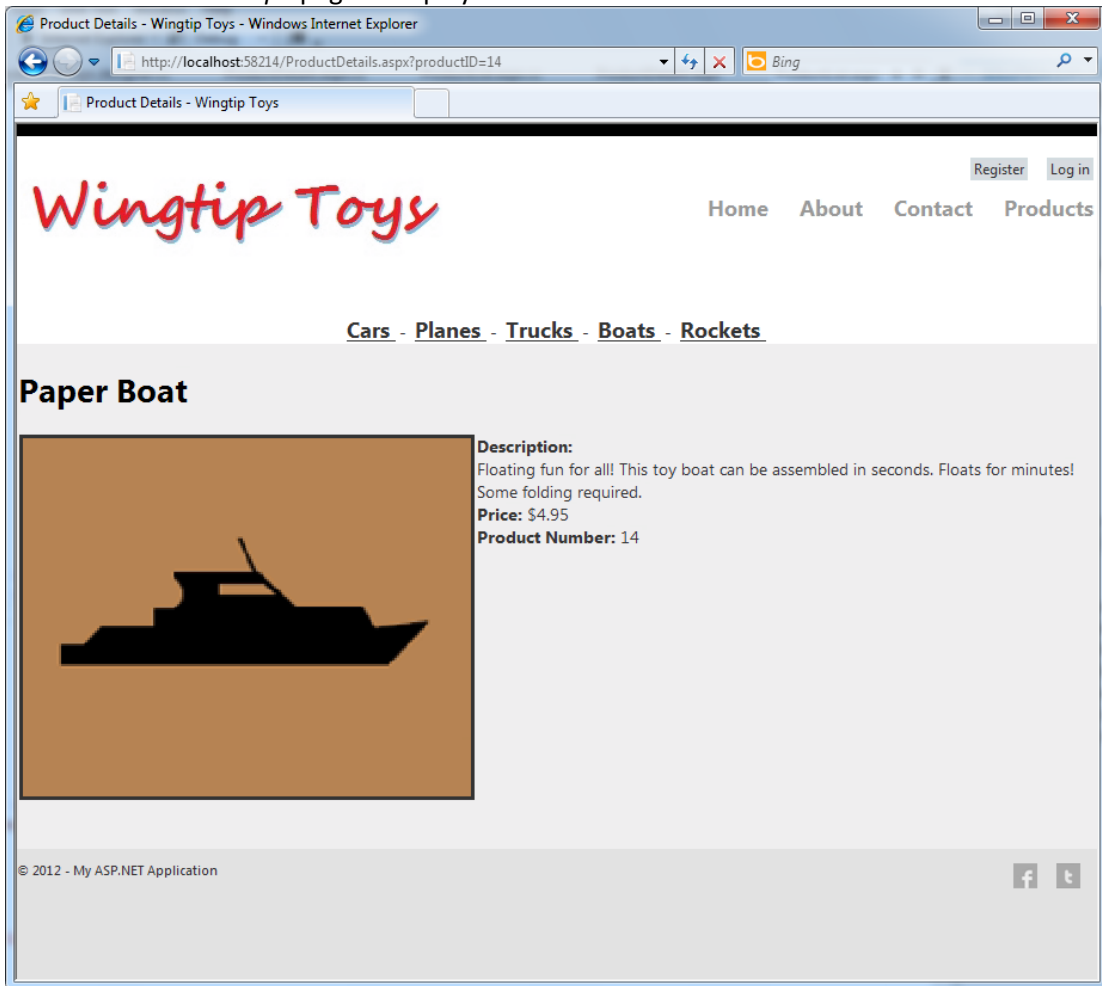 Product Details - Wingtip Toys - Windows Internet Explorer
http://localhost:58214/ProductDetails.aspx?productID=14
Bing
Product Details - Wingtip Toys
Register Log in
Wingtip Toys
Home About Contact Products
Cars - Planes - Trucks - Boats - Rockets
Paper Boat
Description:
Floating fun for all! This toy boat can be assembled in seconds. Floats for minutes!
Some folding required.
Price: $4.95
Product Number: 14
© 2012 - My ASP.NET Application
f t